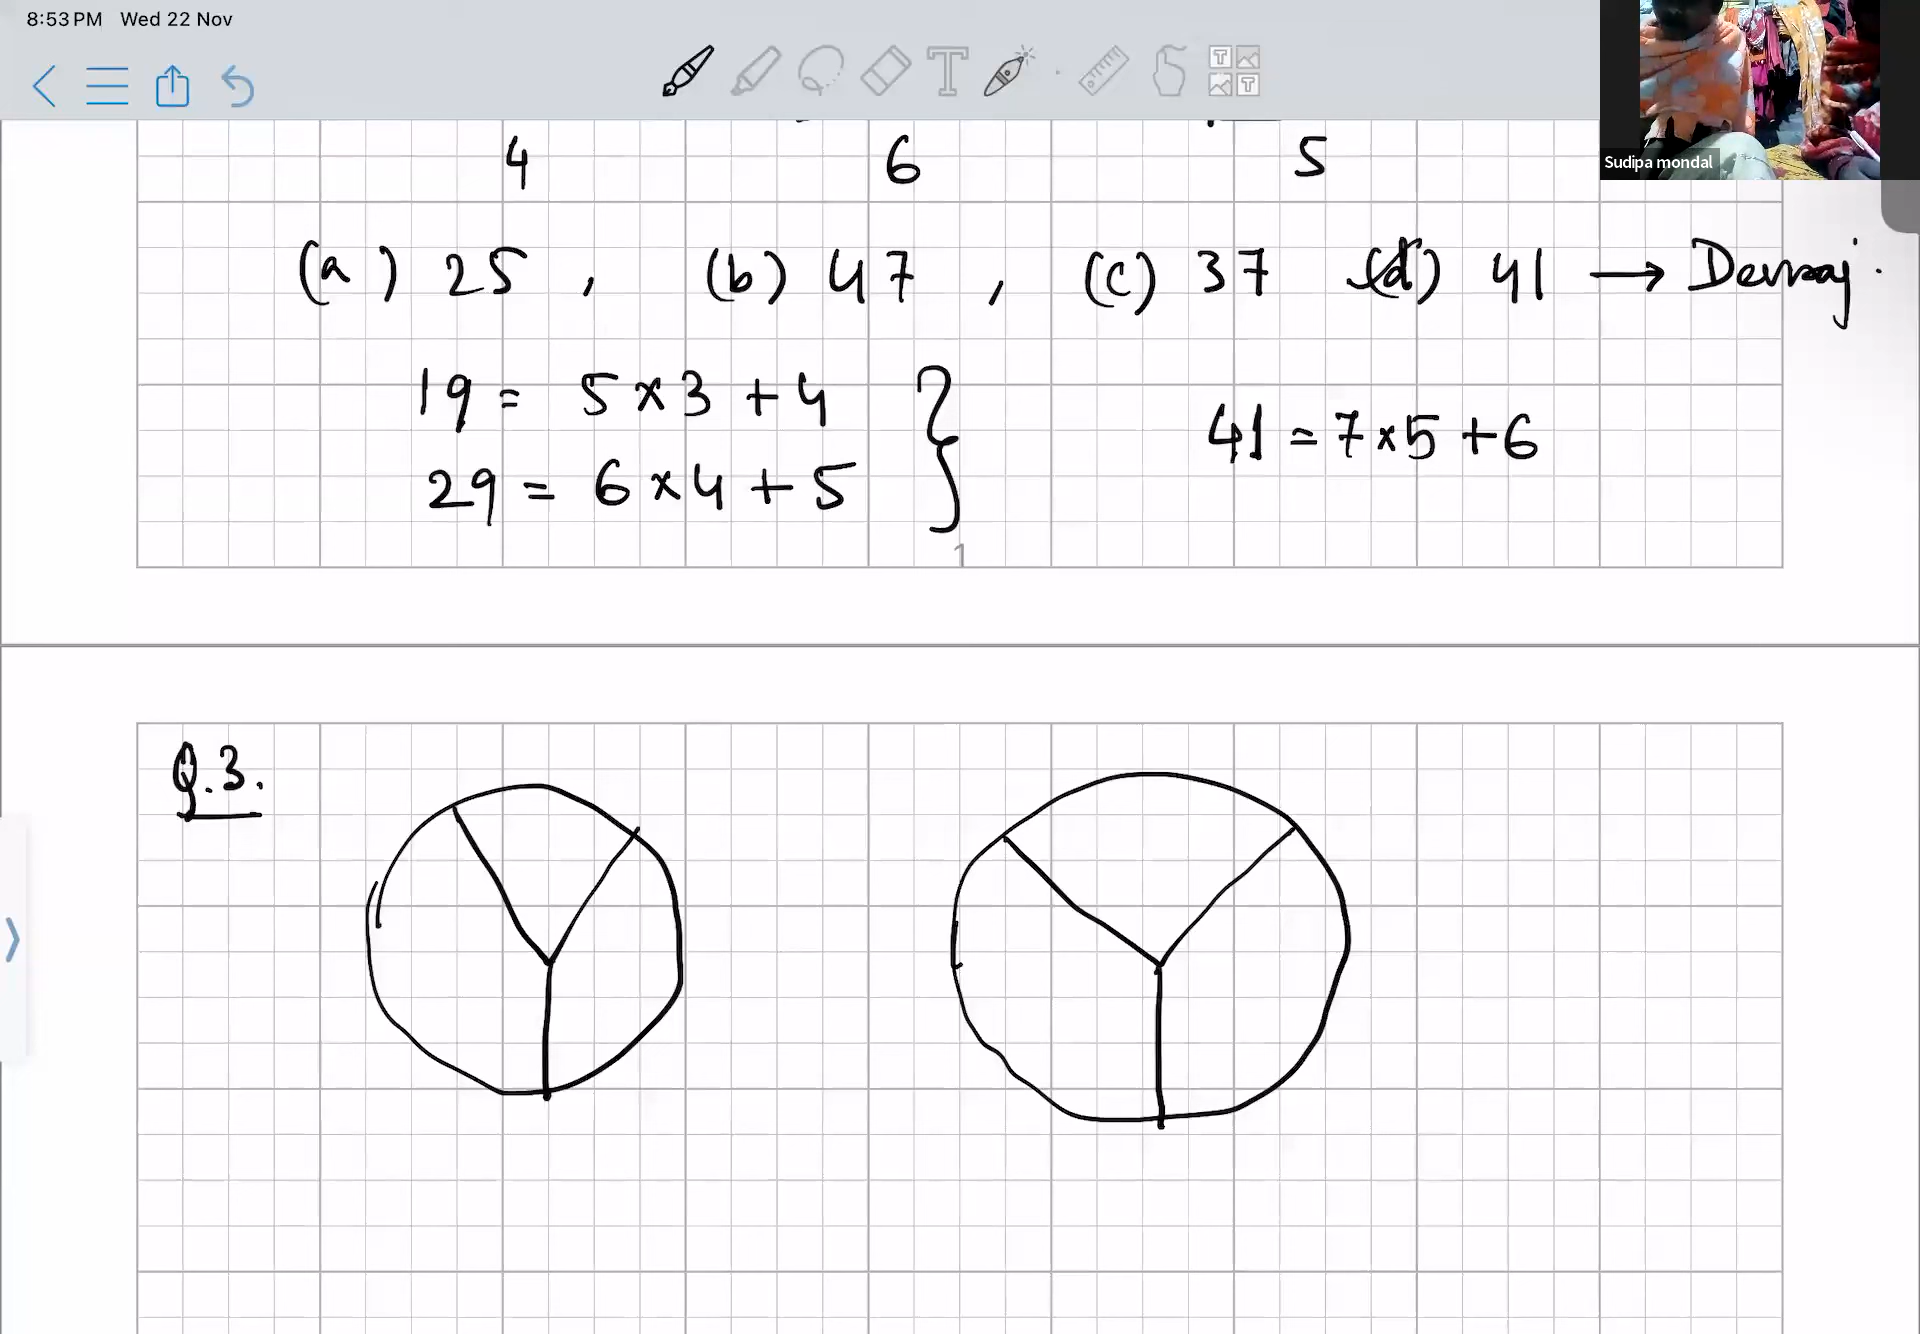 8:53 PM Wed 22 Nov
Sudipa mondal
4 6 5
(a) 25 , (b) 47 , (c) 37 (d) 41 → Devraj.
19 = 5×3 +4
41 = 7×5 +6
29 = 6×4+5
1
Q.3.